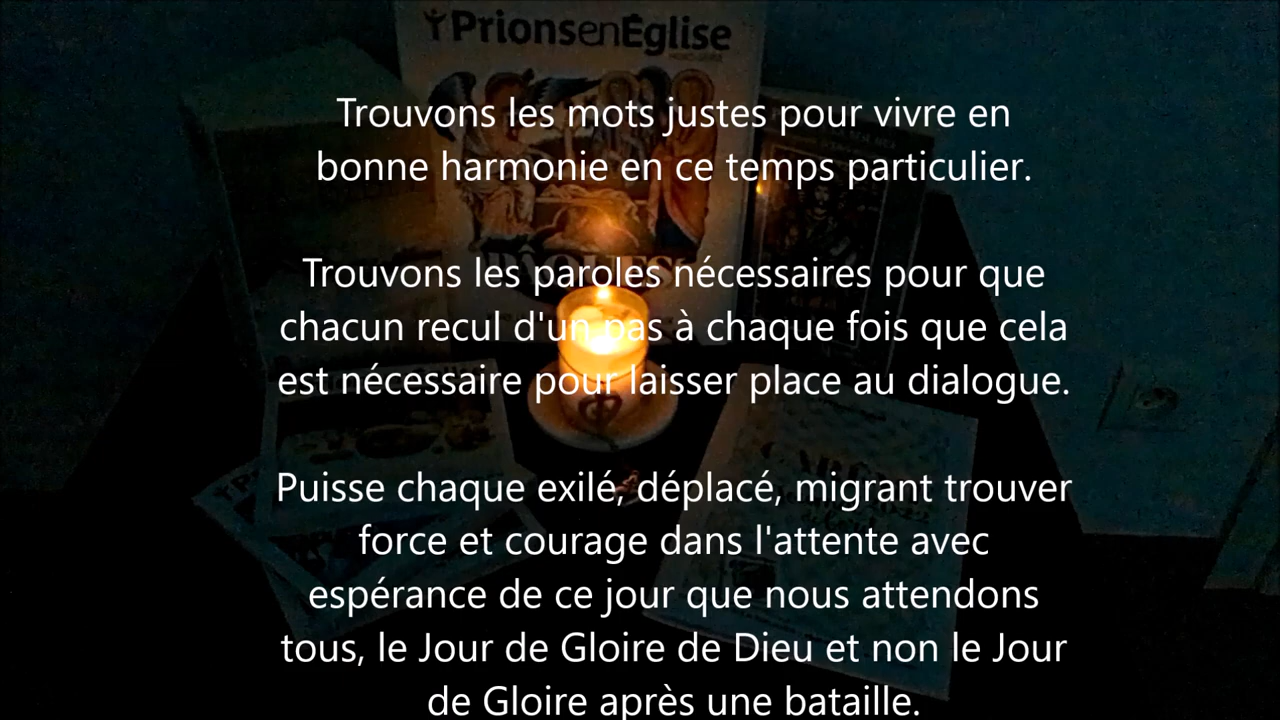 PrionsenÉglise
Trouvons les mots justes pour vivre en
bonne harmonie en ce temps particulier.
Trouvons les paroles nécessaires pour que
chacun recul d'un pas à chaque fois que cela
est nécessaire pour laisser place au dialogue.
Puisse chaque exilé, déplacé, migrant trouver
force et courage dans l'attente avec
espérance de ce jour que nous attendons
tous, le Jour de Gloire de Dieu et non le Jour
de Gloire après une bataille.